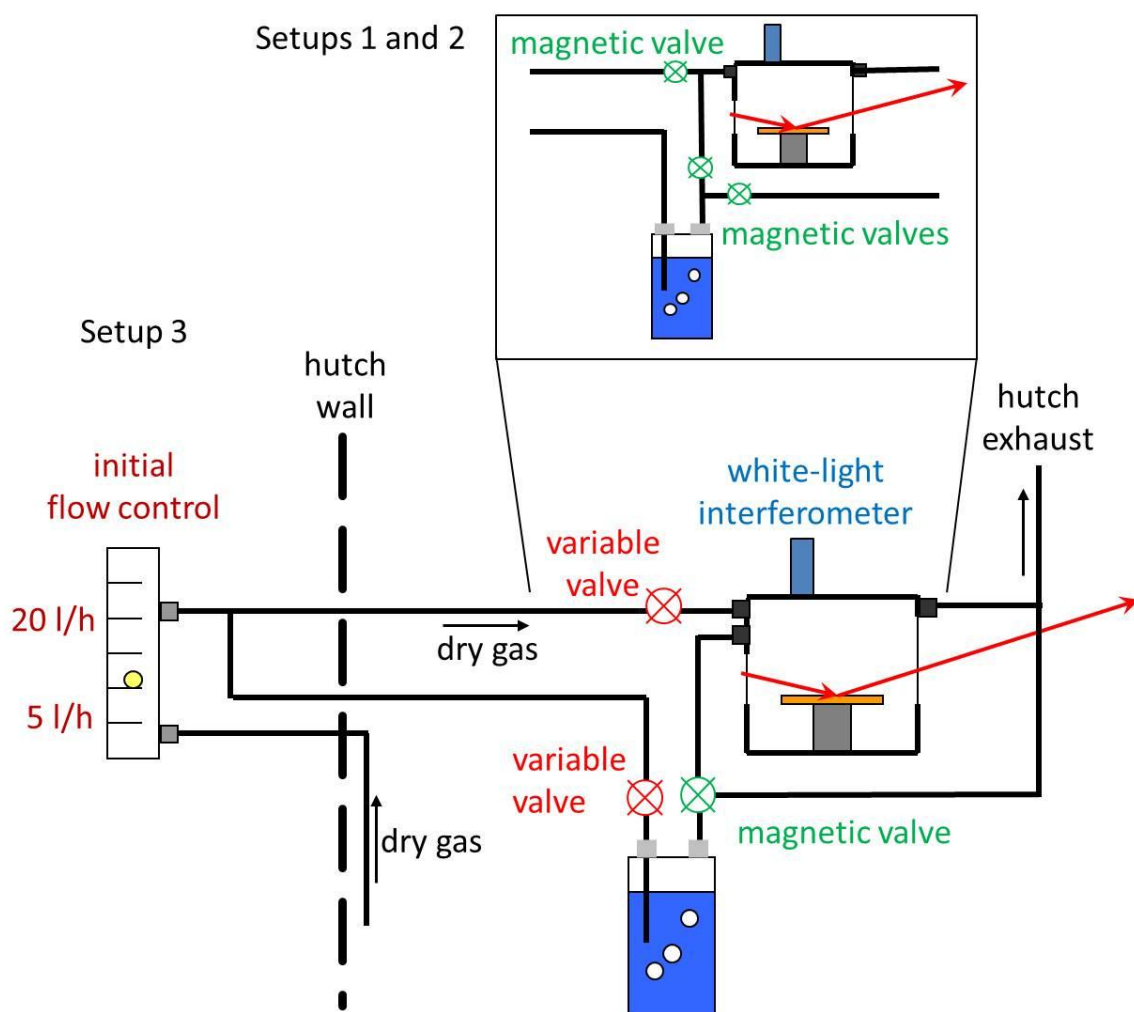 Setups 1 and 2
magnetic valve
magnetic valves
Setup 3
hutch
wall
hutch
exhaust
initial
flow control
white-light
interferometer
variable
valve
20 l/h
dry gas
5 l/h
variable
valve
dry gas
magnetic valve